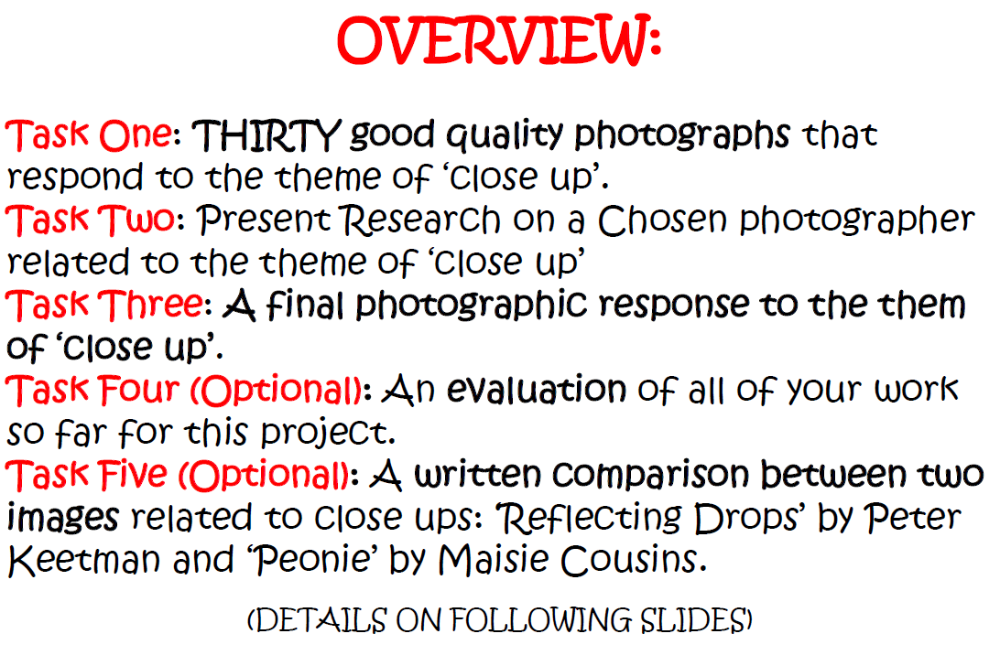 OVERVIEW:
Task One: THIRTY good quality photographs that
respond to the theme of ‘close up’.
Task Two: Present Research on a Chosen photographer
related to the theme of ‘close up’
Task Three: A final photographic response to the them
of ‘close up’.
Task Four (Optional): An evaluation of all of your work
so far for this project.
Task Five (Optional): A written comparison between two
images related to close ups: ‘Reflecting Drops’ by Peter
Keetman and ‘Peonie’ by Maisie Cousins.
(DETAILS ON FOLLOWING SLIDES)